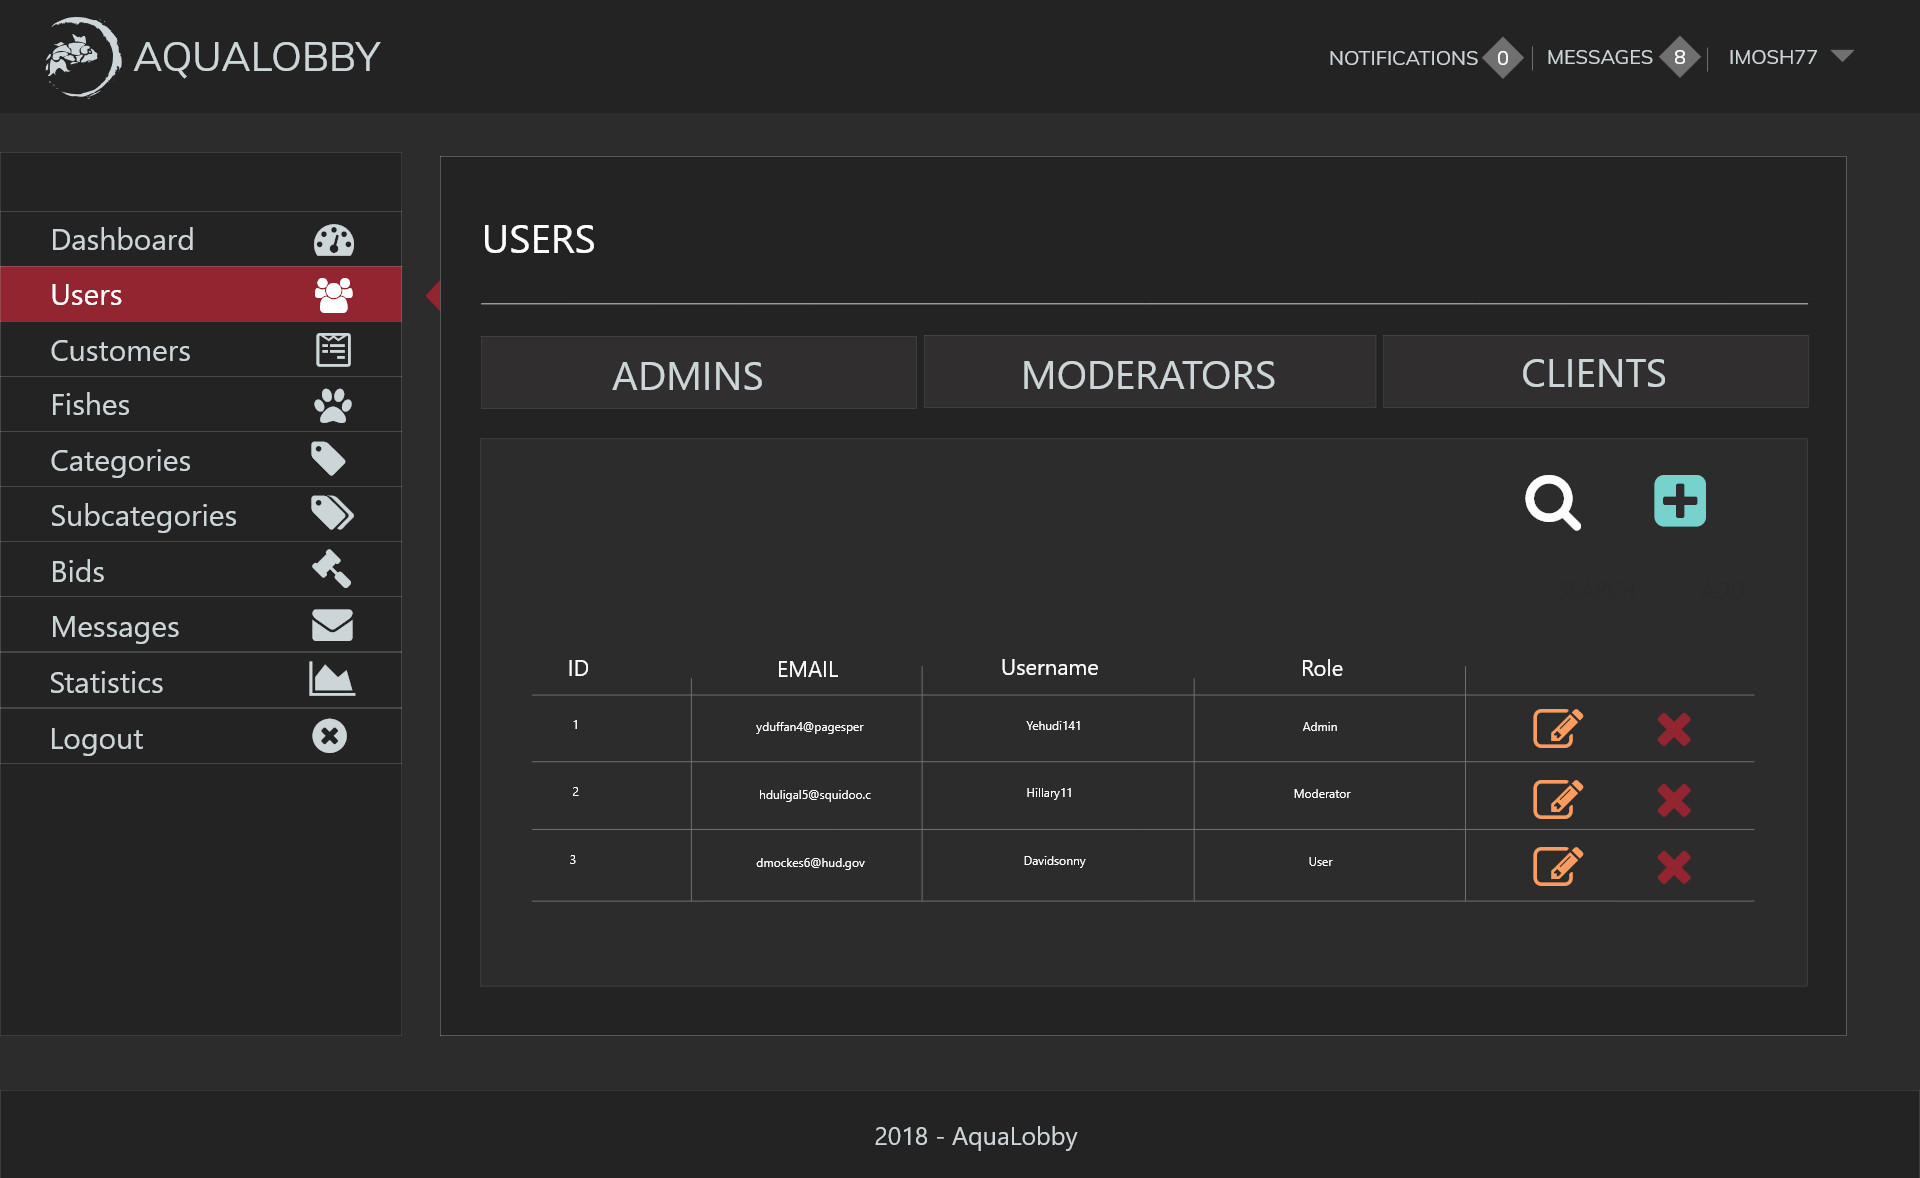 AQUALOBBY
NOTIFICATIONS 0 MESSAGES 8 IMOSH77
Dashboard
Users
Customers
Fishes
Categories
Subcategories
Bids
Messages
Statistics
Logout
USERS
ADMINS MODERATORS CLIENTS
SEARCH ADD
ID EMAIL Username Role
1 yduffan4@pagesper Yehudi141 Admin
2 hduligal5@squidoo.c Hillary11 Moderator
3 dmockes6@hud.gov Davidsonny User
2018 - AquaLobby